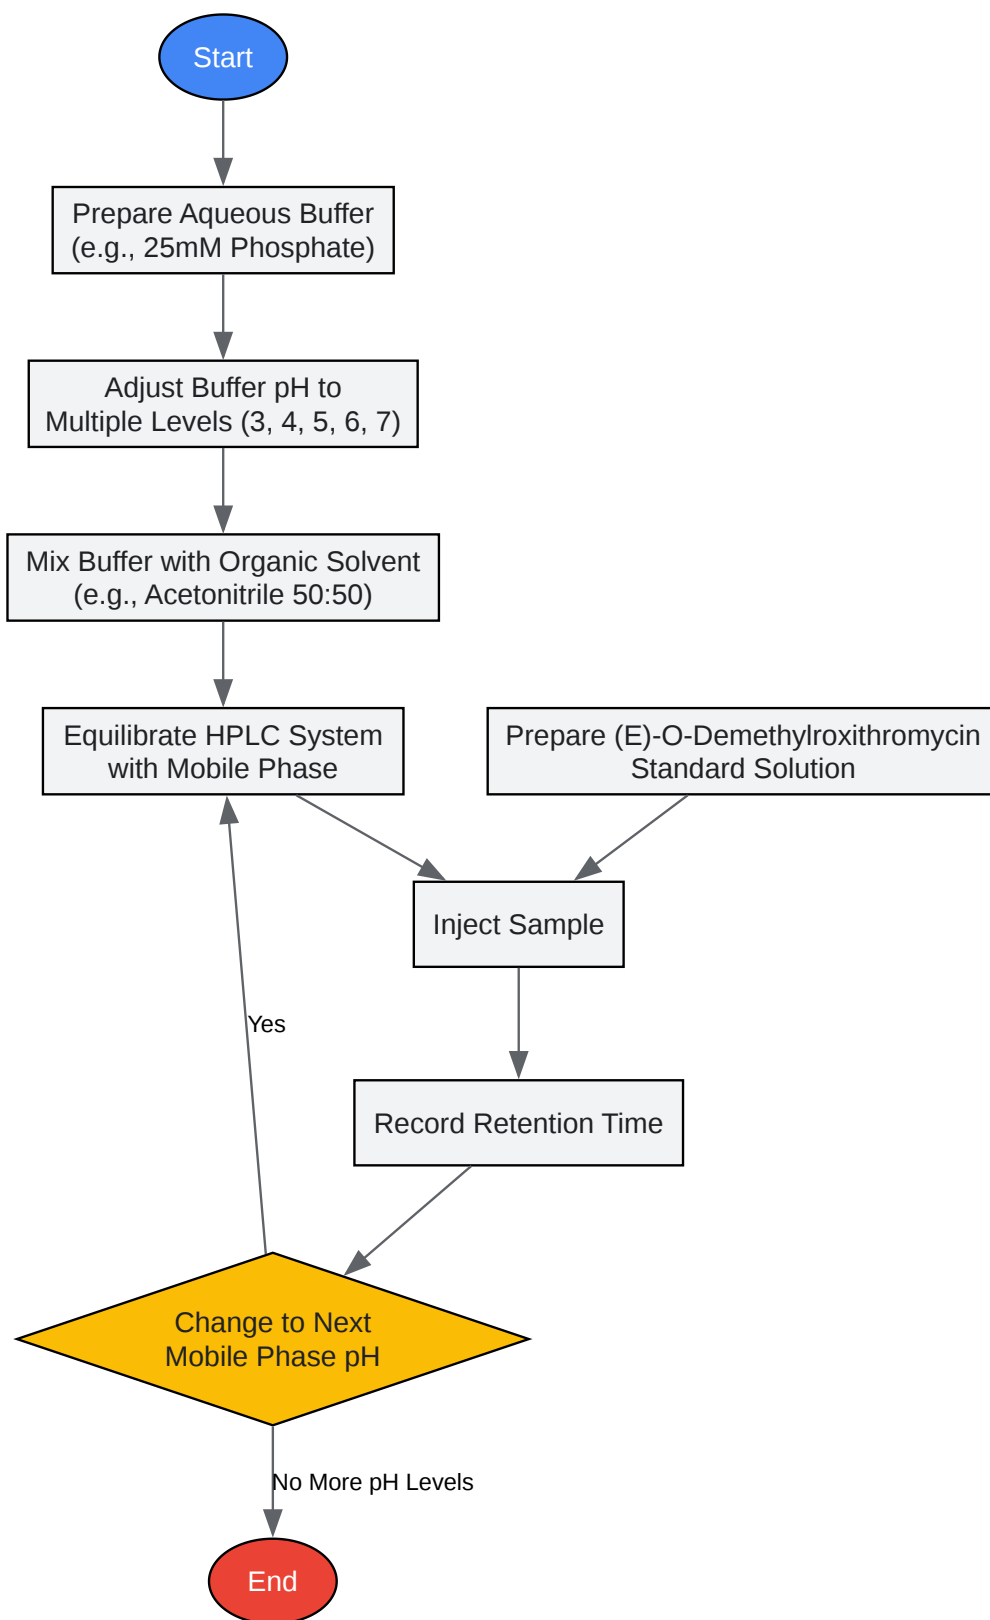 Start
Prepare Aqueous Buffer
(e.g., 25mM Phosphate)
Adjust Buffer pH to
Multiple Levels (3, 4, 5, 6, 7)
Mix Buffer with Organic Solvent
(e.g., Acetonitrile 50:50)
Equilibrate HPLC System
with Mobile Phase
Prepare (E)-O-Demethylroxithromycin
Standard Solution
Inject Sample
Yes
Record Retention Time
Change to Next
Mobile Phase pH
No More pH Levels
End